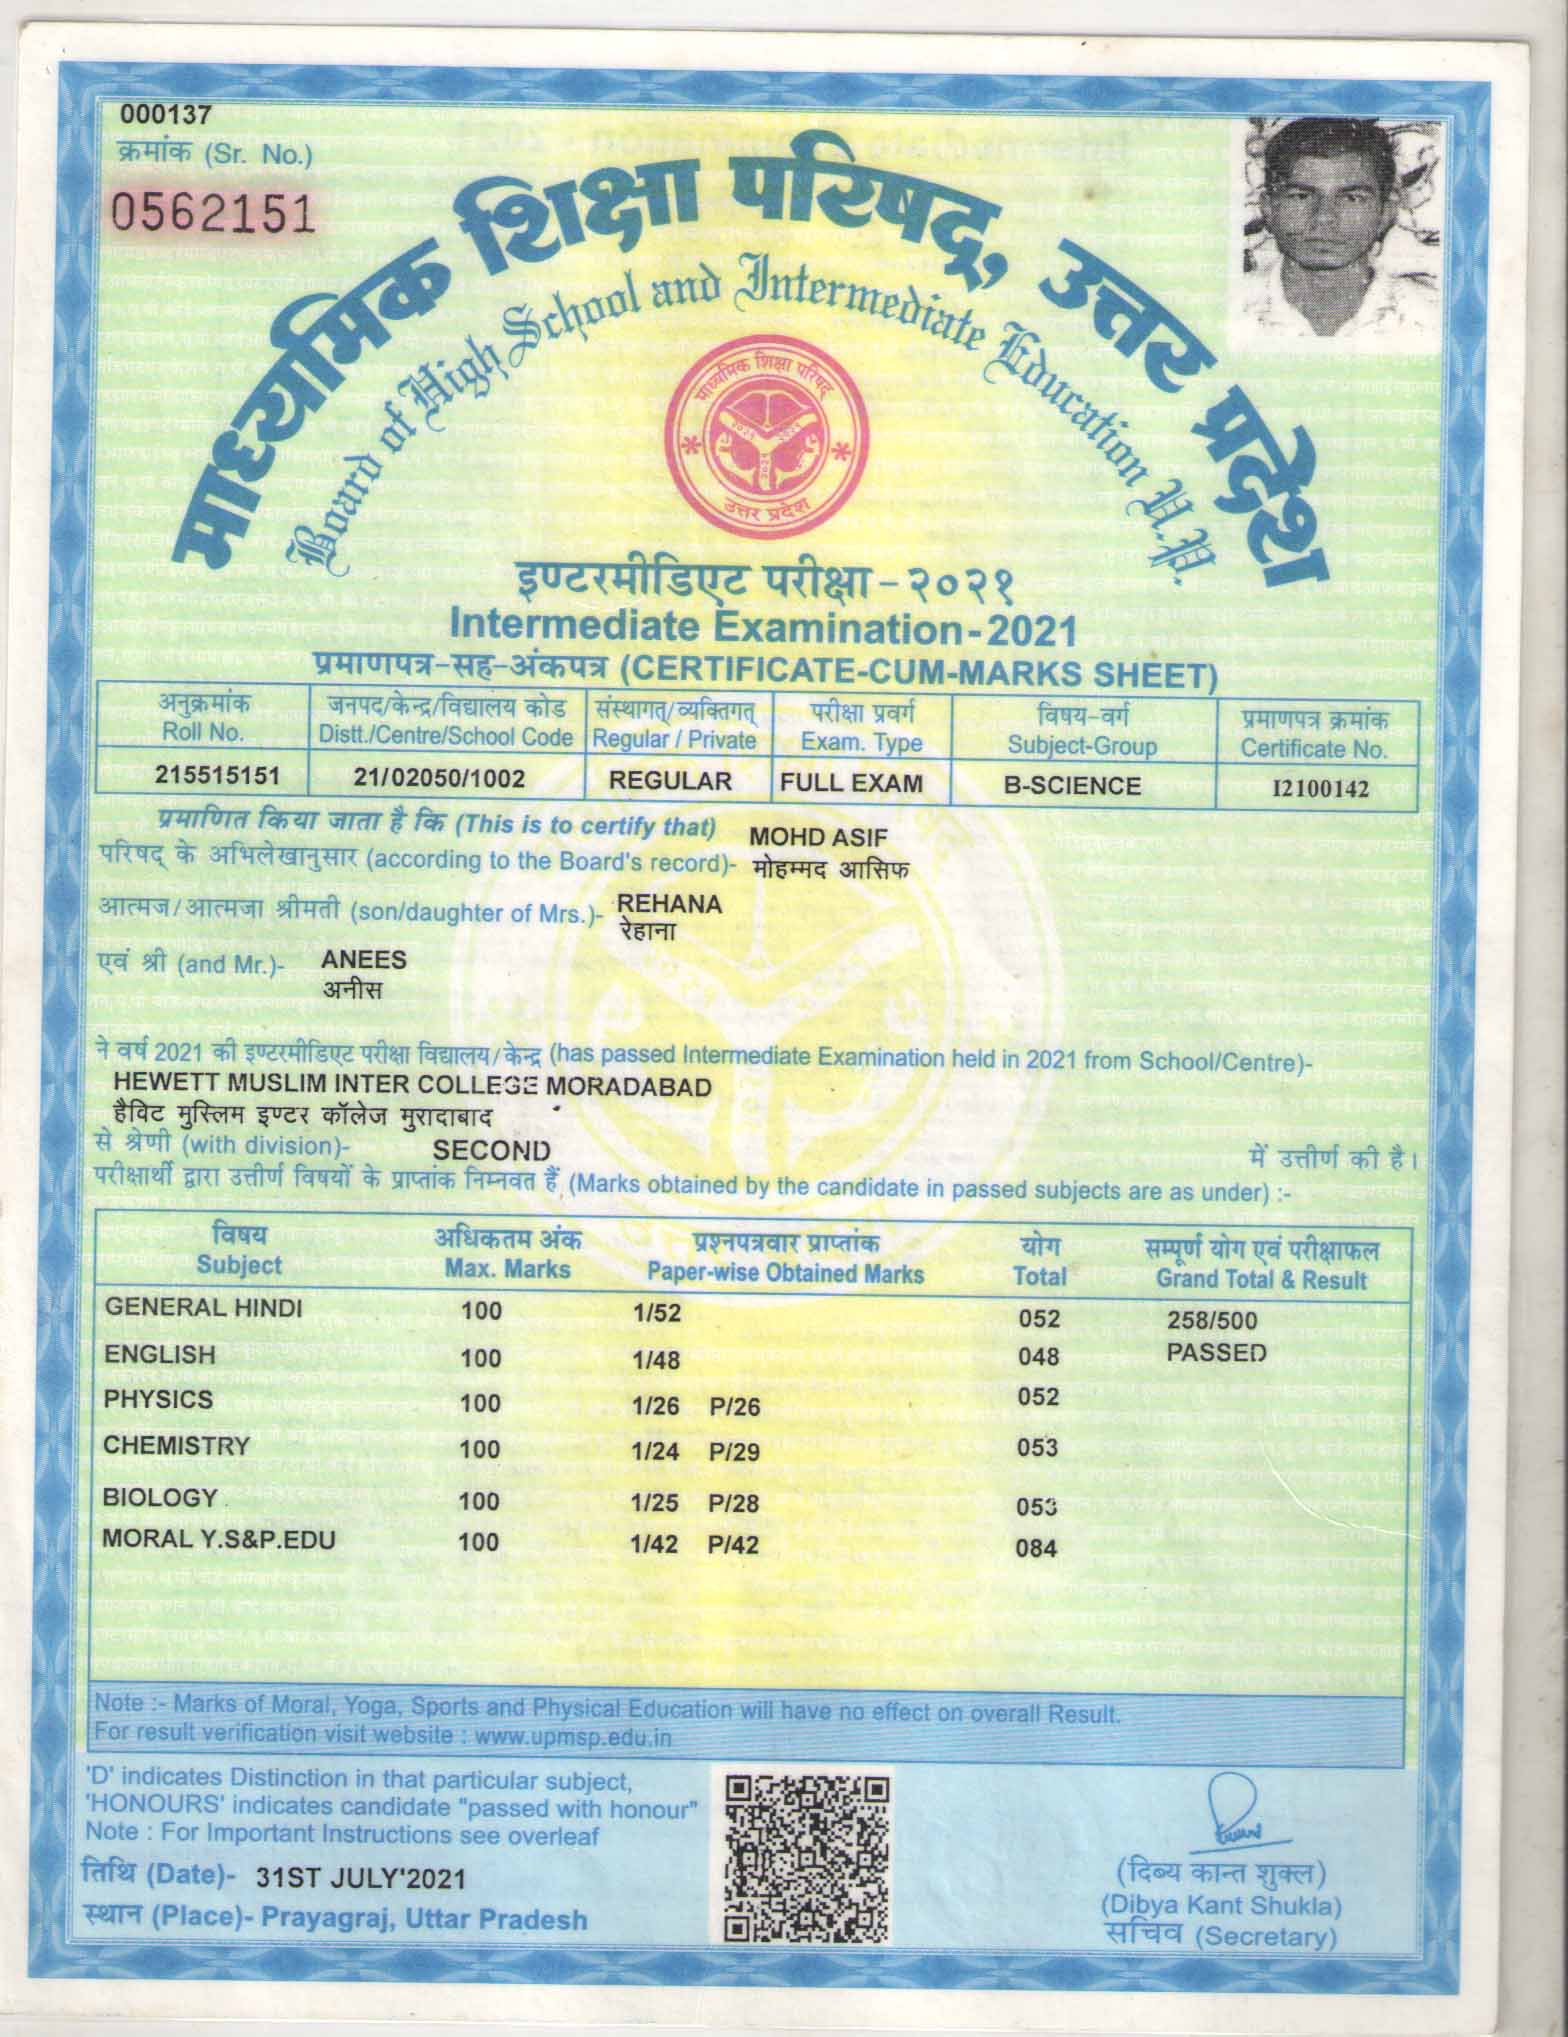 000137
क्रमांक (Sr. No.)
0562151
माध्यमिक शिक्षा परिषद्, उत्तर प्रदेश
Board of High School and Intermediate Education U.P.
माध्यमिक शिक्षा परिषद्
उत्तर प्रदेश
इण्टरमीडिएट परीक्षा - २०२१
Intermediate Examination - 2021
प्रमाणपत्र-सह-अंकपत्र (CERTIFICATE-CUM-MARKS SHEET)
अनुक्रमांक जनपद/केन्द्र/विद्यालय कोड संस्थागत्/व्यक्तिगत् परीक्षा प्रवर्ग विषय-वर्ग प्रमाणपत्र क्रमांक
Roll No. Distt./Centre/School Code Regular / Private Exam. Type Subject-Group Certificate No.
215515151 21/02050/1002 REGULAR FULL EXAM B-SCIENCE I2100142
प्रमाणित किया जाता है कि (This is to certify that) MOHD ASIF
परिषद् के अभिलेखानुसार (according to the Board's record)- मोहम्मद आसिफ
आत्मज/आत्मजा श्रीमती (son/daughter of Mrs.)- REHANA
रेहाना
एवं श्री (and Mr.)- ANEES
अनीस
ने वर्ष 2021 की इण्टरमीडिएट परीक्षा विद्यालय/केन्द्र (has passed Intermediate Examination held in 2021 from School/Centre)-
HEWETT MUSLIM INTER COLLEGE MORADABAD
हैविट मुस्लिम इण्टर कॉलेज मुरादाबाद
से श्रेणी (with division)- SECOND में उत्तीर्ण की है।
परीक्षार्थी द्वारा उत्तीर्ण विषयों के प्राप्तांक निम्नवत हैं, (Marks obtained by the candidate in passed subjects are as under) :-
विषय अधिकतम अंक प्रश्नपत्रवार प्राप्तांक योग सम्पूर्ण योग एवं परीक्षाफल
Subject Max. Marks Paper-wise Obtained Marks Total Grand Total & Result
GENERAL HINDI 100 1/52 052 258/500
ENGLISH 100 1/48 048 PASSED
PHYSICS 100 1/26 P/26 052
CHEMISTRY 100 1/24 P/29 053
BIOLOGY 100 1/25 P/28 053
MORAL Y.S&P.EDU 100 1/42 P/42 084
Note :- Marks of Moral, Yoga, Sports and Physical Education will have no effect on overall Result.
For result verification visit website : www.upmsp.edu.in
'D' indicates Distinction in that particular subject,
'HONOURS' indicates candidate "passed with honour"
Note : For Important Instructions see overleaf
तिथि (Date)- 31ST JULY'2021
स्थान (Place)- Prayagraj, Uttar Pradesh
(दिब्य कान्त शुक्ल)
(Dibya Kant Shukla)
सचिव (Secretary)